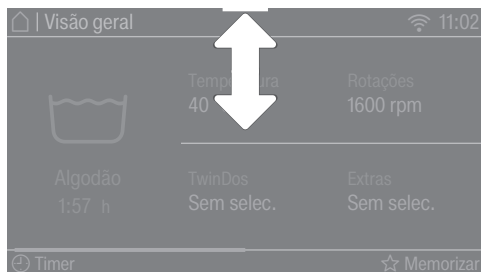 | Visão geral 11:02
Temperatura Rotações
40 1600 rpm
Algodão TwinDos Extras
1:57 h Sem selec. Sem selec.
Timer Memorizar